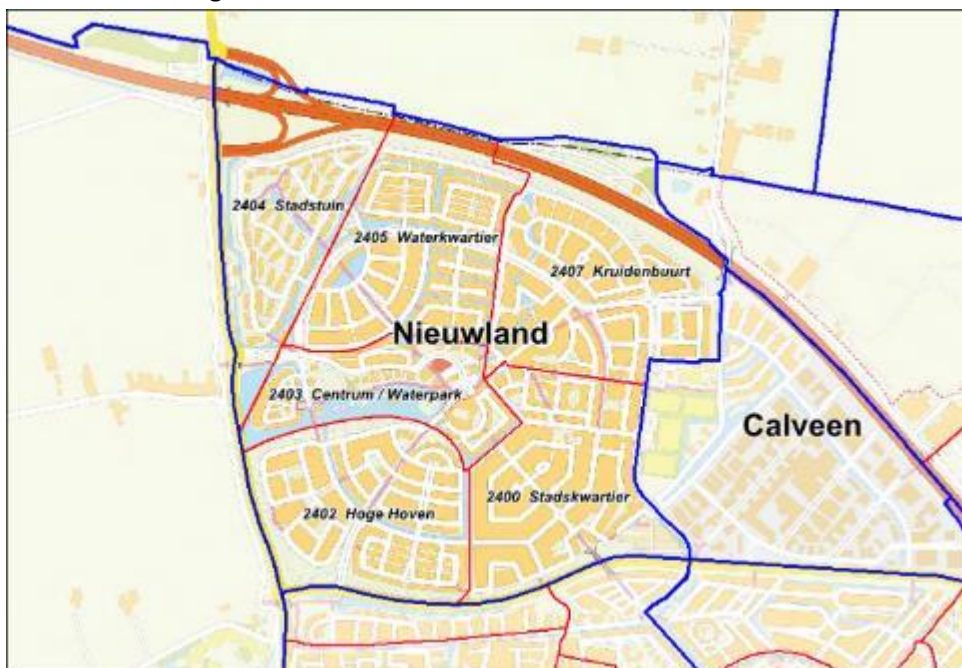 2404 Stadstuin
2405 Waterkwartier
2407 Kruidenbuurt
Nieuwland
2403 Centrum / Waterpark
Calveen
2400 Stadskwartier
2402 Hoge Hoven